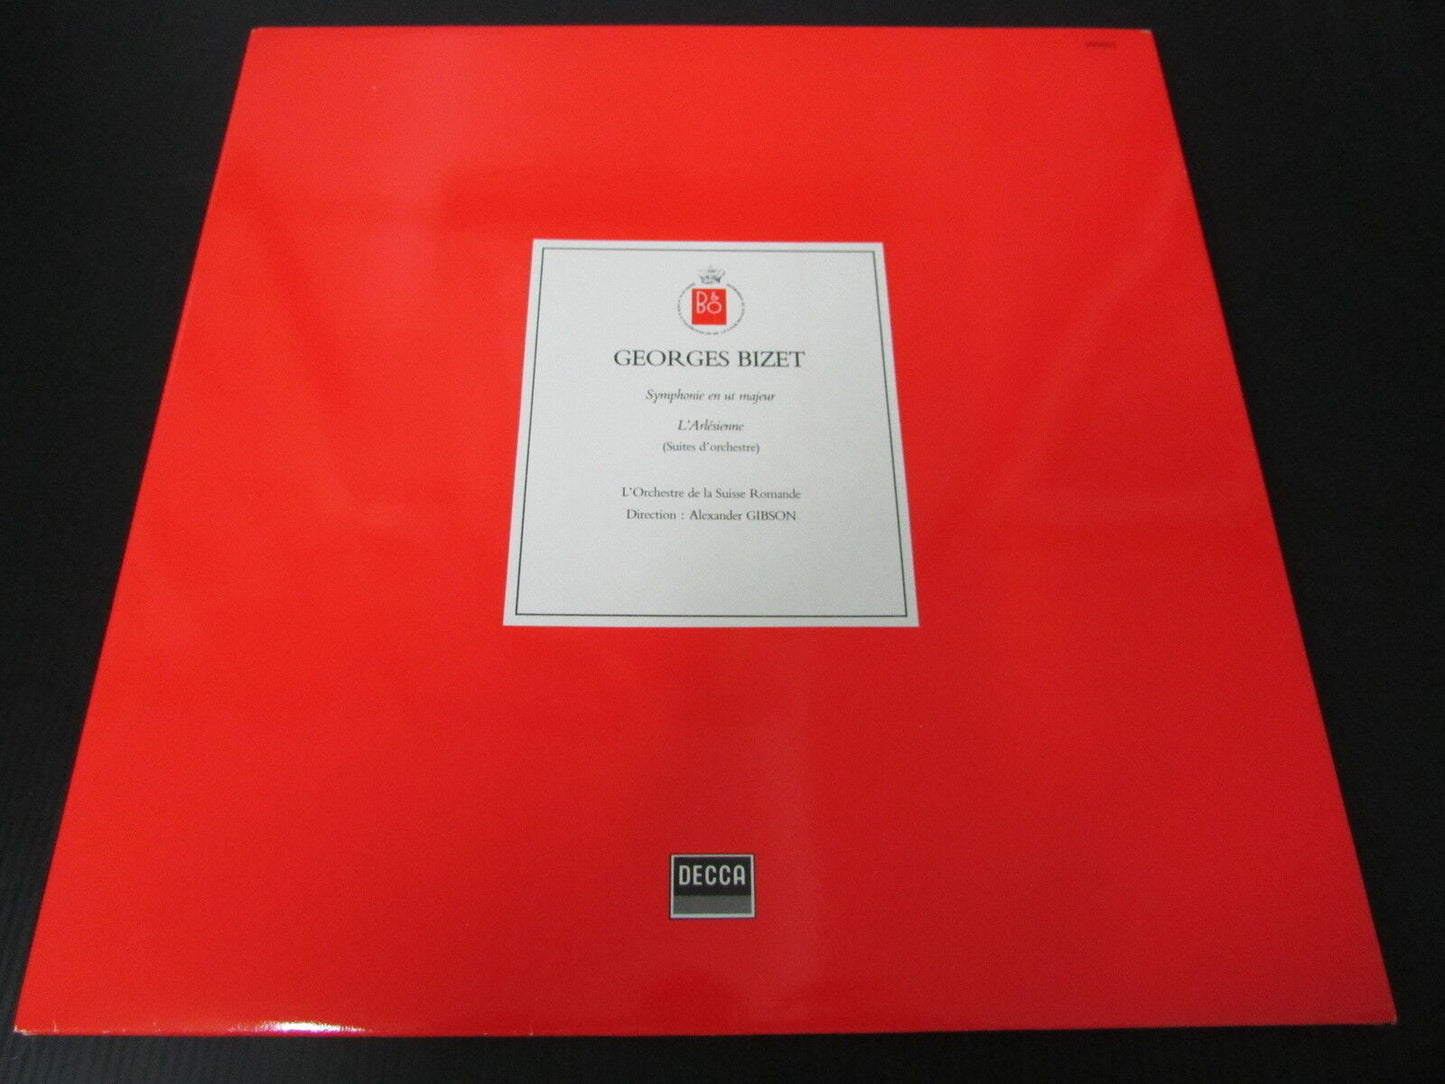 B&O
GEORGES BIZET
Symphonie en ut majeur
L'Arlésienne
(Suites d'orchestre)
L'Orchestre de la Suisse Romande
Direction : Alexander GIBSON
DECCA